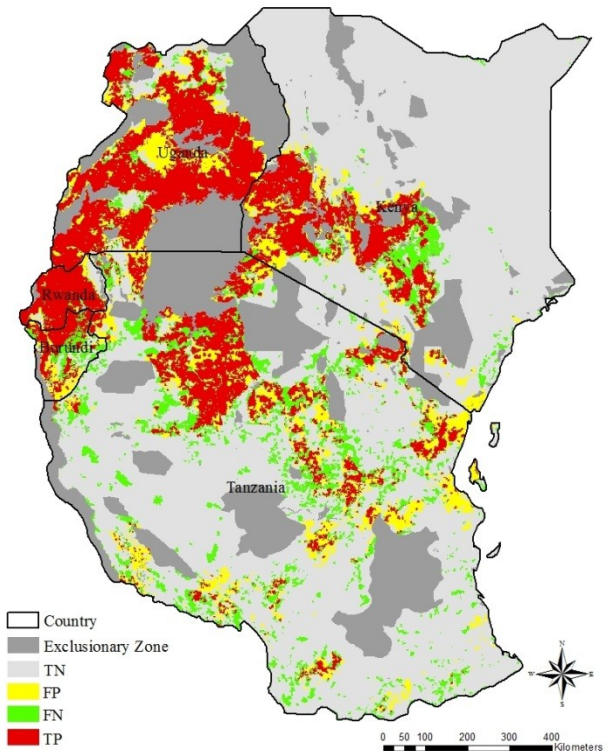 Uganda
Kenya
Rwanda
Burundi
Tanzania
Country
Exclusionary Zone
TN
FP
FN
TP
N
W
E
S
0 50 100 200 300 400
Kilometers